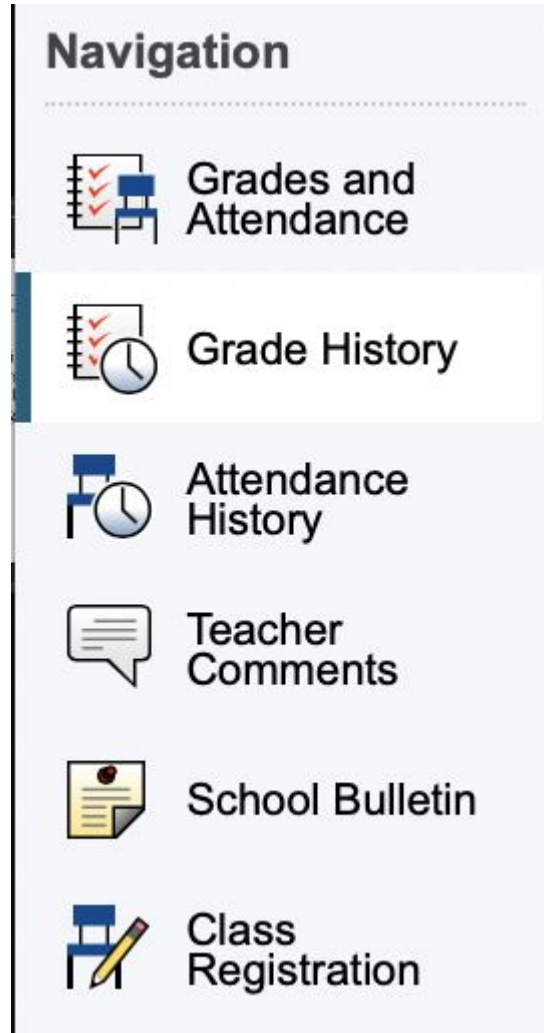 Navigation
Grades and
Attendance
Grade History
Attendance
History
Teacher
Comments
School Bulletin
Class
Registration